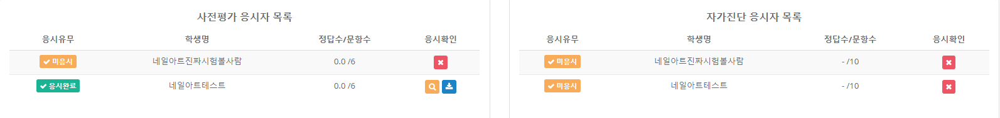 사전평가 응시자 목록
응시유무 학생명 정답수/문항수 응시확인
미응시 네일아트진짜시험볼사람 0.0 /6
응시완료 네일아트테스트 0.0 /6
자가진단 응시자 목록
응시유무 학생명 정답수/문항수 응시확인
미응시 네일아트진짜시험볼사람 - /10
미응시 네일아트테스트 - /10